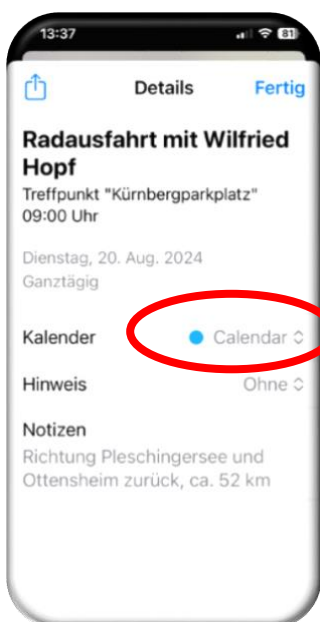 13:37
81
Details
Fertig
Radausfahrt mit Wilfried
Hopf
Treffpunkt "Kürnbergparkplatz"
09:00 Uhr
Dienstag, 20. Aug. 2024
Ganztägig
Kalender
Calendar
Hinweis
Ohne
Notizen
Richtung Pleschingersee und
Ottensheim zurück, ca. 52 km